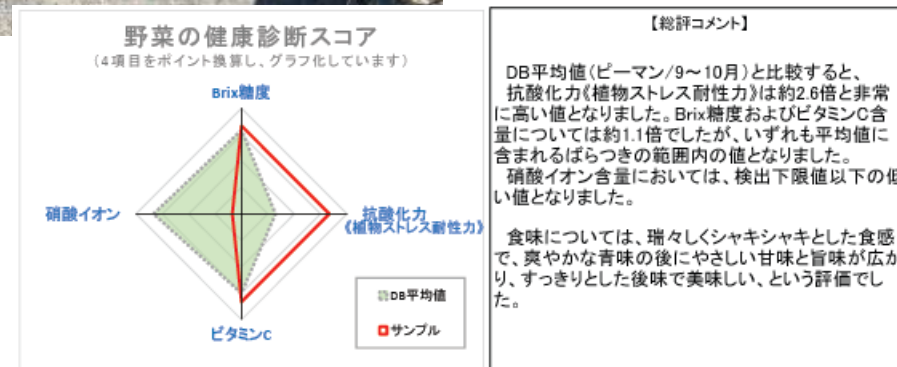 野菜の健康診断スコア
（4項目をポイント換算し、グラフ化しています）
Brix糖度
硝酸イオン
抗酸化力
《植物ストレス耐性力》
ビタミンC
DB平均値
サンプル
【総評コメント】
DB平均値(ピーマン/9～10月)と比較すると、
抗酸化力《植物ストレス耐性力》は約2.6倍と非常
に高い値となりました。Brix糖度およびビタミンC含
量については約1.1倍でしたが、いずれも平均値に
含まれるばらつきの範囲内の値となりました。
硝酸イオン含量においては、検出下限値以下の低
い値となりました。
食味については、瑞々しくシャキシャキとした食感
で、爽やかな青味の後にやさしい甘味と旨味が広が
り、すっきりとした後味で美味しい、という評価でし
た。